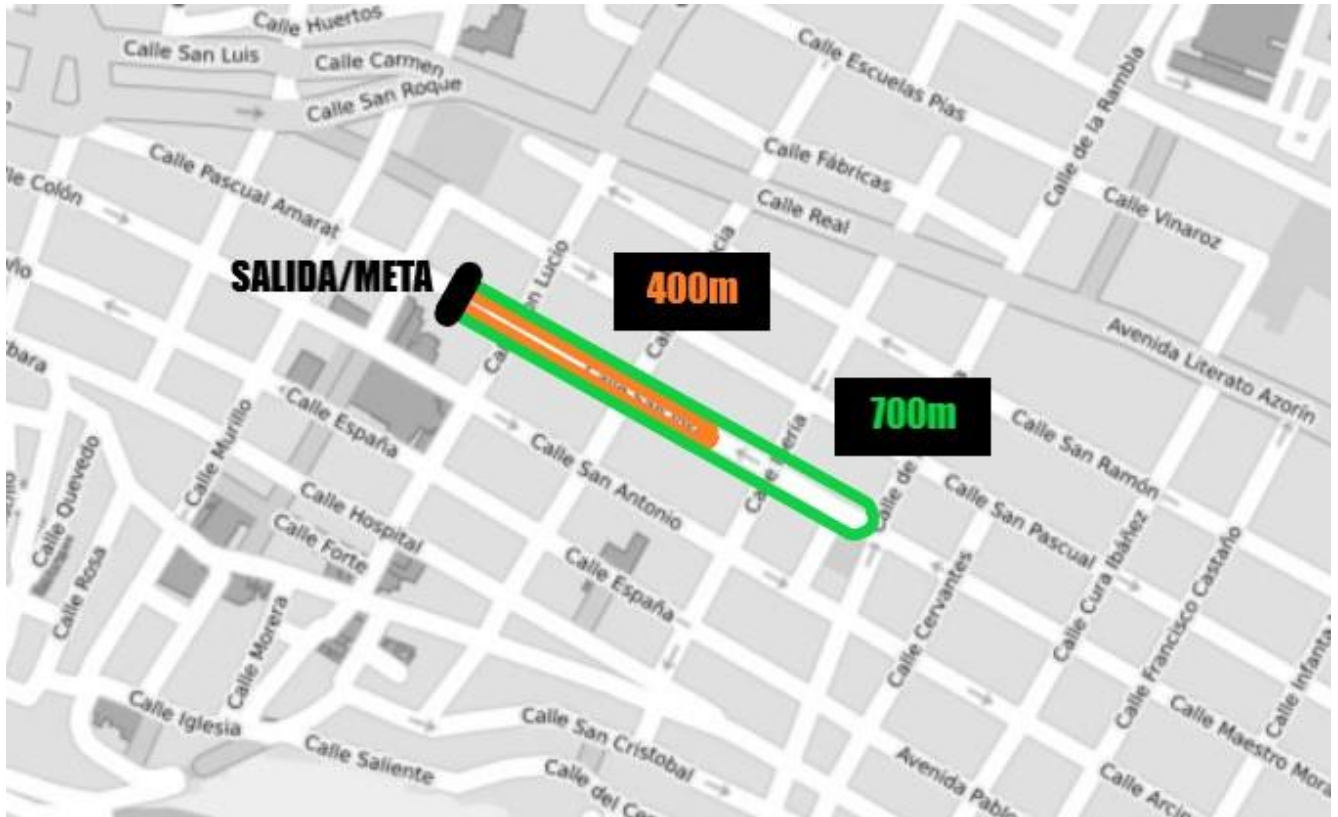 Calle Huertos
Calle San Luis
Calle Carmen
Calle San Roque
Calle Escuelas Pías
Calle de la Rambla
Calle Pascual Amarat
Calle Fábricas
Calle Colón
Calle Real
Calle Vinaroz
SALIDA/META
400m
Avenida Literato Azorín
700m
Calle España
Calle Murillo
Calle San Ramón
Calle Quevedo
Calle San Antonio
Calle San Pascual
Calle Hospital
Calle Forte
Calle Rosa
Calle España
Calle Cervantes
Calle Cura Ibáñez
Calle Francisco Castaño
Calle Morera
Calle Infanta
Calle Iglesia
Calle San Cristobal
Calle Maestro Mora
Calle Saliente
Calle del
Avenida Pablo
Calle